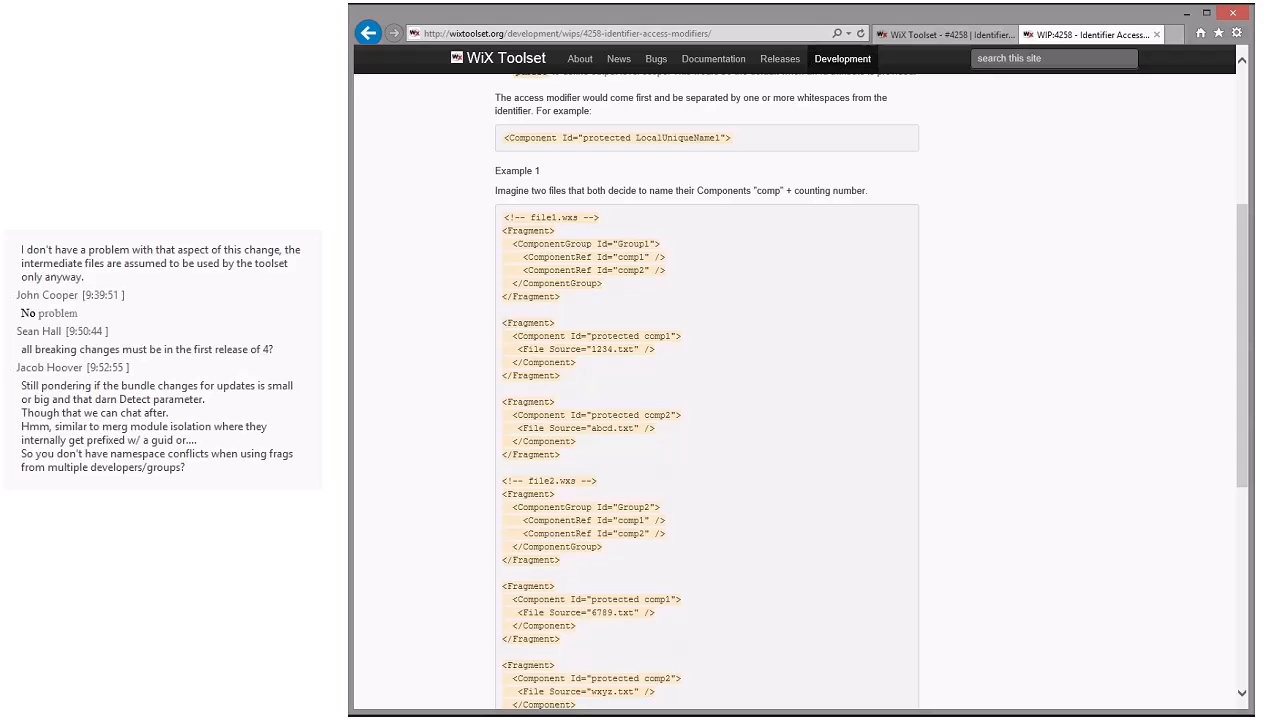 I don't have a problem with that aspect of this change, the
intermediate files are assumed to be used by the toolset
only anyway.
John Cooper [9:39:51 ]
No problem
Sean Hall [9:50:44 ]
all breaking changes must be in the first release of 4?
Jacob Hoover [9:52:55 ]
Still pondering if the bundle changes for updates is small
or big and that darn Detect parameter.
Though that we can chat after.
Hmm, similar to merg module isolation where they
internally get prefixed w/ a guid or....
So you don't have namespace conflicts when using frags
from multiple developers/groups?
http://wixtoolset.org/development/wips/4258-identifier-access-modifiers/
WiX Toolset - #4258 | Identifier...
WIP:4258 - Identifier Access...
WiX Toolset
About News Bugs Documentation Releases Development
search this site
The access modifier would come first and be separated by one or more whitespaces from the
identifier. For example:
<Component Id="protected LocalUniqueName1">
Example 1
Imagine two files that both decide to name their Components "comp" + counting number.
<!-- file1.wxs -->
<Fragment>
<ComponentGroup Id="Group1">
<ComponentRef Id="comp1" />
<ComponentRef Id="comp2" />
</ComponentGroup>
</Fragment>
<Fragment>
<Component Id="protected comp1">
<File Source="1234.txt" />
</Component>
</Fragment>
<Fragment>
<Component Id="protected comp2">
<File Source="abcd.txt" />
</Component>
</Fragment>
<!-- file2.wxs -->
<Fragment>
<ComponentGroup Id="Group2">
<ComponentRef Id="comp1" />
<ComponentRef Id="comp2" />
</ComponentGroup>
</Fragment>
<Fragment>
<Component Id="protected comp1">
<File Source="6789.txt" />
</Component>
</Fragment>
<Fragment>
<Component Id="protected comp2">
<File Source="wxyz.txt" />
</Component>